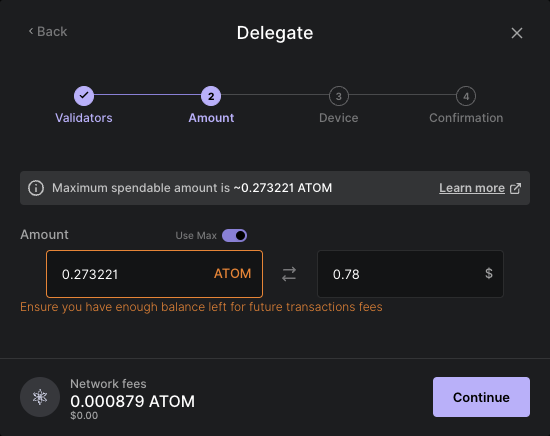 Back
Delegate
2
3
4
Validators
Amount
Device
Confirmation
Maximum spendable amount is ~0.273221 ATOM
Learn more
Amount
Use Max
0.273221
ATOM
0.78
$
Ensure you have enough balance left for future transactions fees
Network fees
0.000879 ATOM
$0.00
Continue